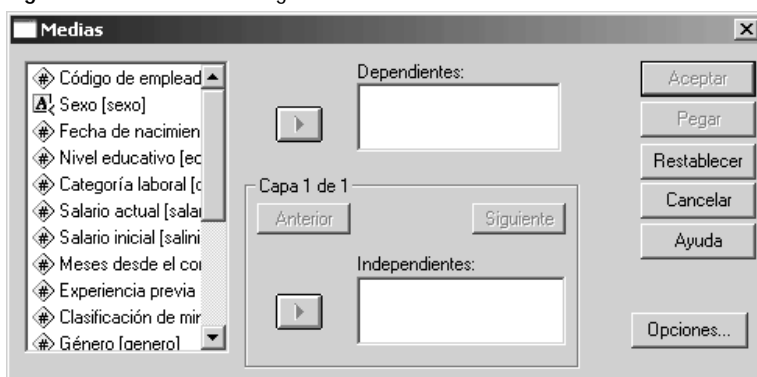 Medias
Código de emplead
Sexo [sexo]
Fecha de nacimien
Nivel educativo [ec
Categoría laboral [c
Salario actual [salar
Salario inicial [salini
Meses desde el cor
Experiencia previa
Clasificación de mir
Género [genero]
Dependientes:
Capa 1 de 1
Anterior Siguiente
Independientes:
Aceptar
Pegar
Restablecer
Cancelar
Ayuda
Opciones...